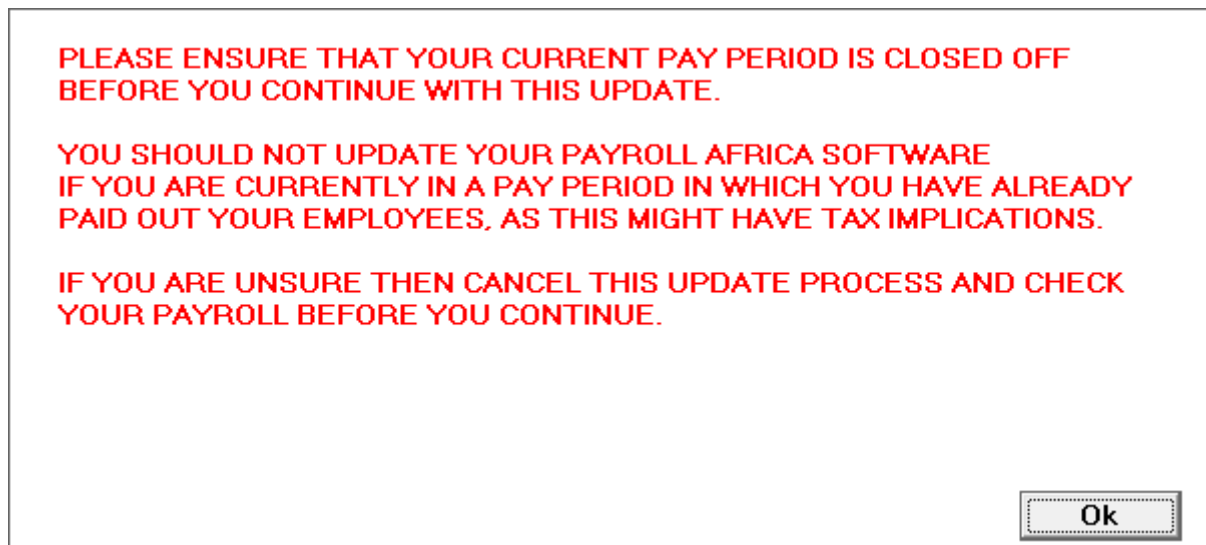 PLEASE ENSURE THAT YOUR CURRENT PAY PERIOD IS CLOSED OFF
BEFORE YOU CONTINUE WITH THIS UPDATE.
YOU SHOULD NOT UPDATE YOUR PAYROLL AFRICA SOFTWARE
IF YOU ARE CURRENTLY IN A PAY PERIOD IN WHICH YOU HAVE ALREADY
PAID OUT YOUR EMPLOYEES, AS THIS MIGHT HAVE TAX IMPLICATIONS.
IF YOU ARE UNSURE THEN CANCEL THIS UPDATE PROCESS AND CHECK
YOUR PAYROLL BEFORE YOU CONTINUE.
Ok